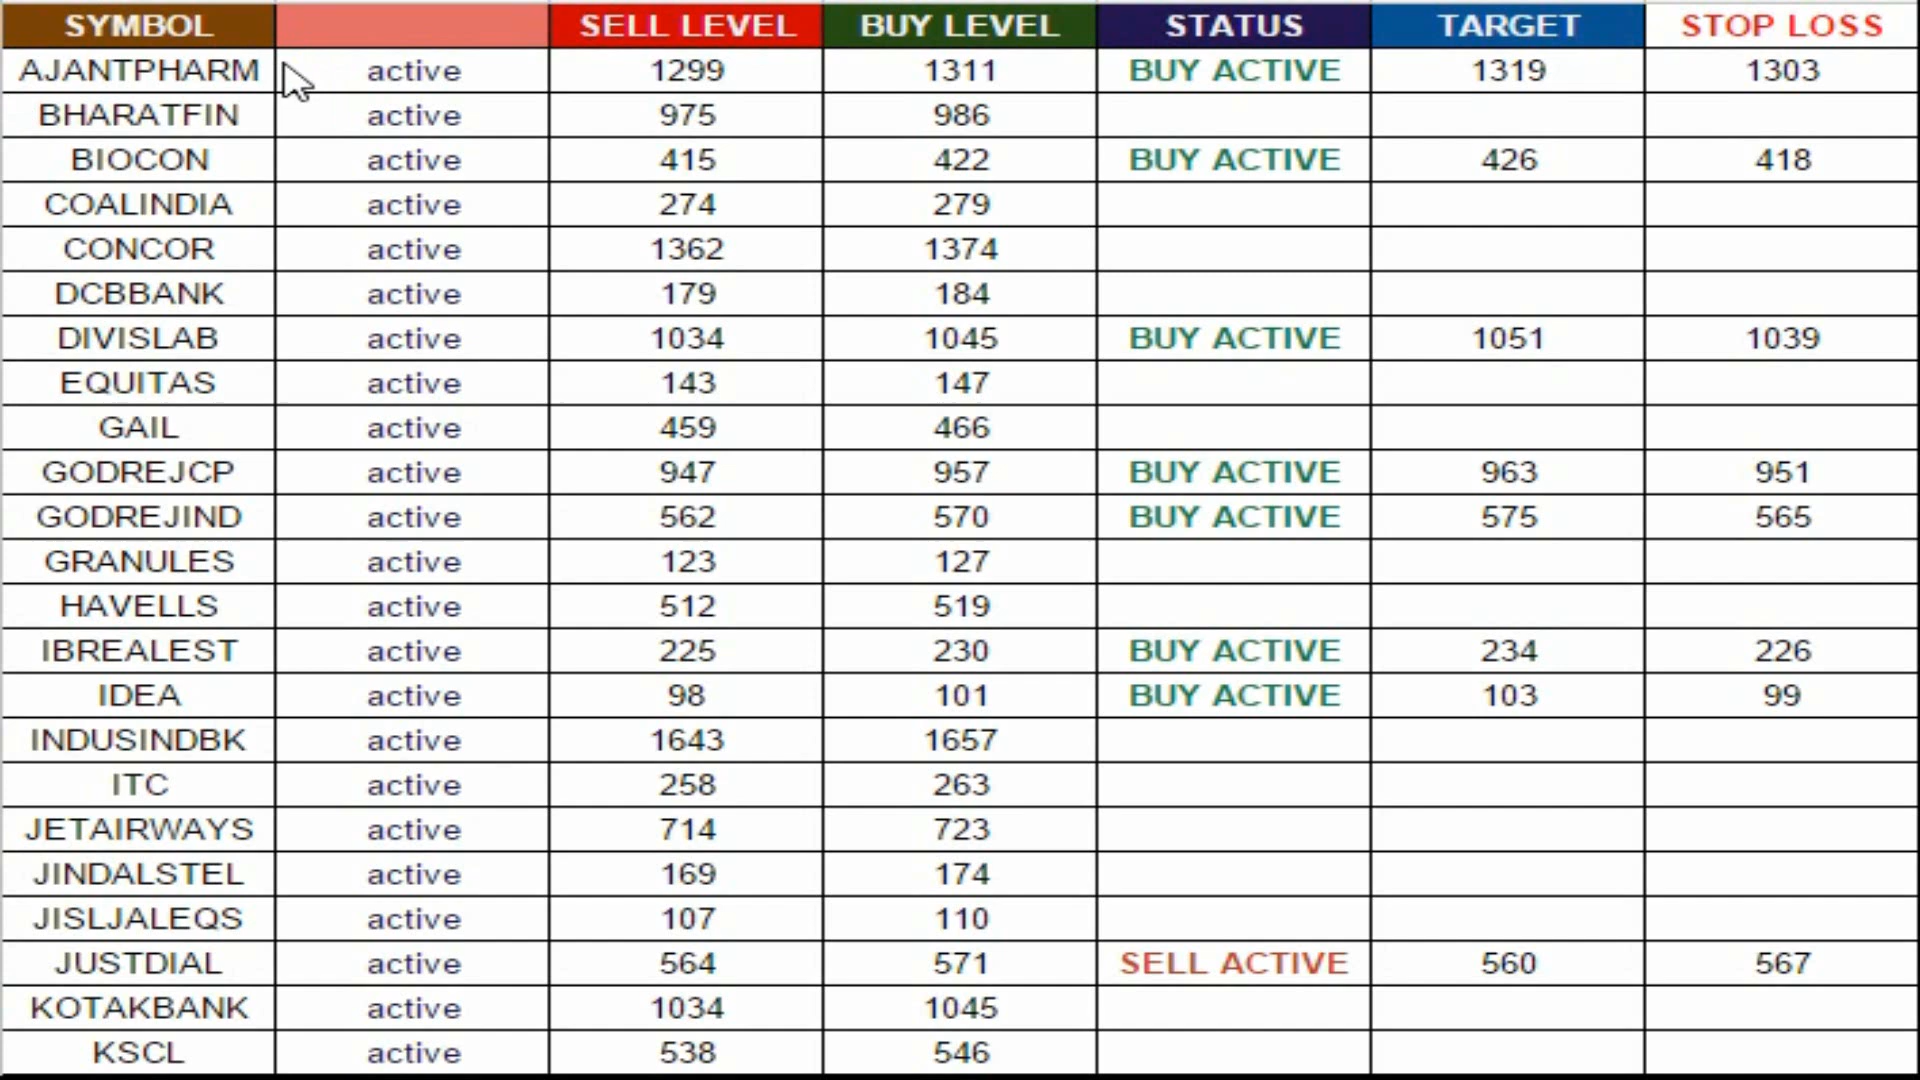 SYMBOL SELL LEVEL BUY LEVEL STATUS TARGET STOP LOSS
AJANTPHARM active 1299 1311 BUY ACTIVE 1319 1303
BHARATFIN active 975 986
BIOCON active 415 422 BUY ACTIVE 426 418
COALINDIA active 274 279
CONCOR active 1362 1374
DCBBANK active 179 184
DIVISLAB active 1034 1045 BUY ACTIVE 1051 1039
EQUITAS active 143 147
GAIL active 459 466
GODREJCP active 947 957 BUY ACTIVE 963 951
GODREJIND active 562 570 BUY ACTIVE 575 565
GRANULES active 123 127
HAVELLS active 512 519
IBREALEST active 225 230 BUY ACTIVE 234 226
IDEA active 98 101 BUY ACTIVE 103 99
INDUSINDBK active 1643 1657
ITC active 258 263
JETAIRWAYS active 714 723
JINDALSTEL active 169 174
JISLJALEQS active 107 110
JUSTDIAL active 564 571 SELL ACTIVE 560 567
KOTAKBANK active 1034 1045
KSCL active 538 546